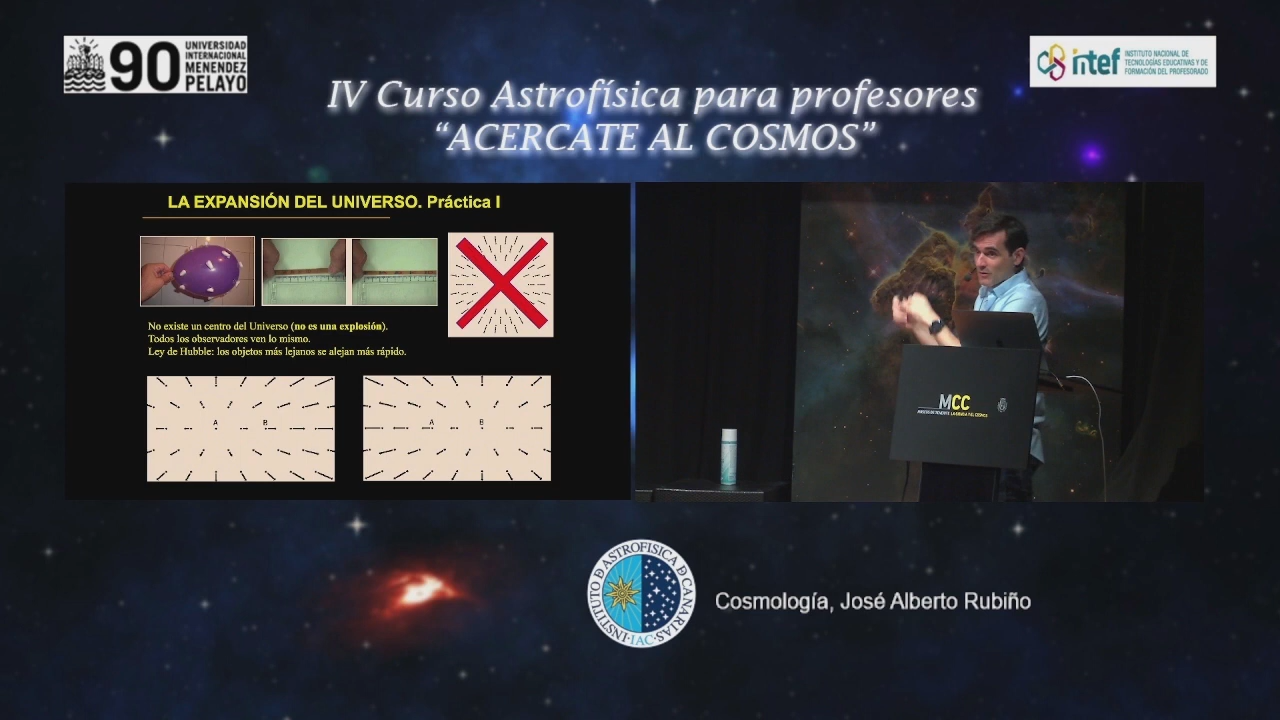 90
UNIVERSIDAD
INTERNACIONAL
MENENDEZ
PELAYO
intef
INSTITUTO NACIONAL DE
TECNOLOGÍAS EDUCATIVAS Y DE
FORMACIÓN DEL PROFESORADO
IV Curso Astrofísica para profesores
“ACERCATE AL COSMOS”
LA EXPANSIÓN DEL UNIVERSO. Práctica I
No existe un centro del Universo (no es una explosión).
Todos los observadores ven lo mismo.
Ley de Hubble: los objetos más lejanos se alejan más rápido.
A B
A B
MCC
INSTITUTO D ASTROFISICA D CANARIAS
·IAC·
Cosmología, José Alberto Rubiño